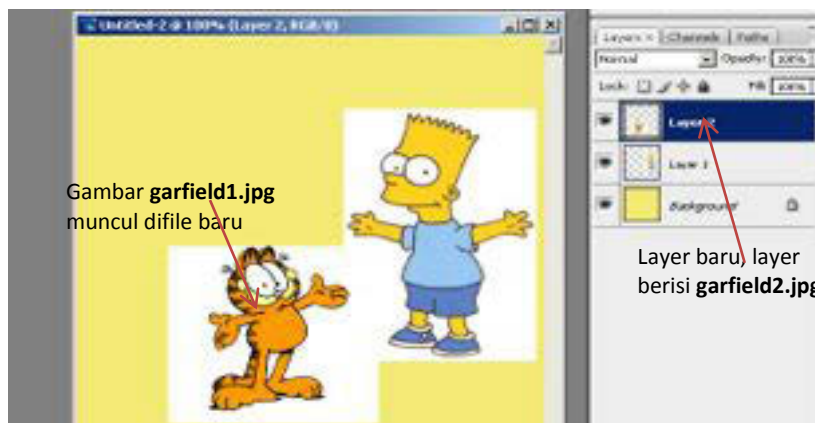 Untitled-2 @ 100% (Layer 2, RGB/8)
Layers × Channels Paths
Normal Opacity: 100%
Lock: Fill: 100%
Layer 2
Layer 1
Background
Gambar garfield1.jpg
muncul difile baru
Layer baru, layer
berisi garfield2.jpg